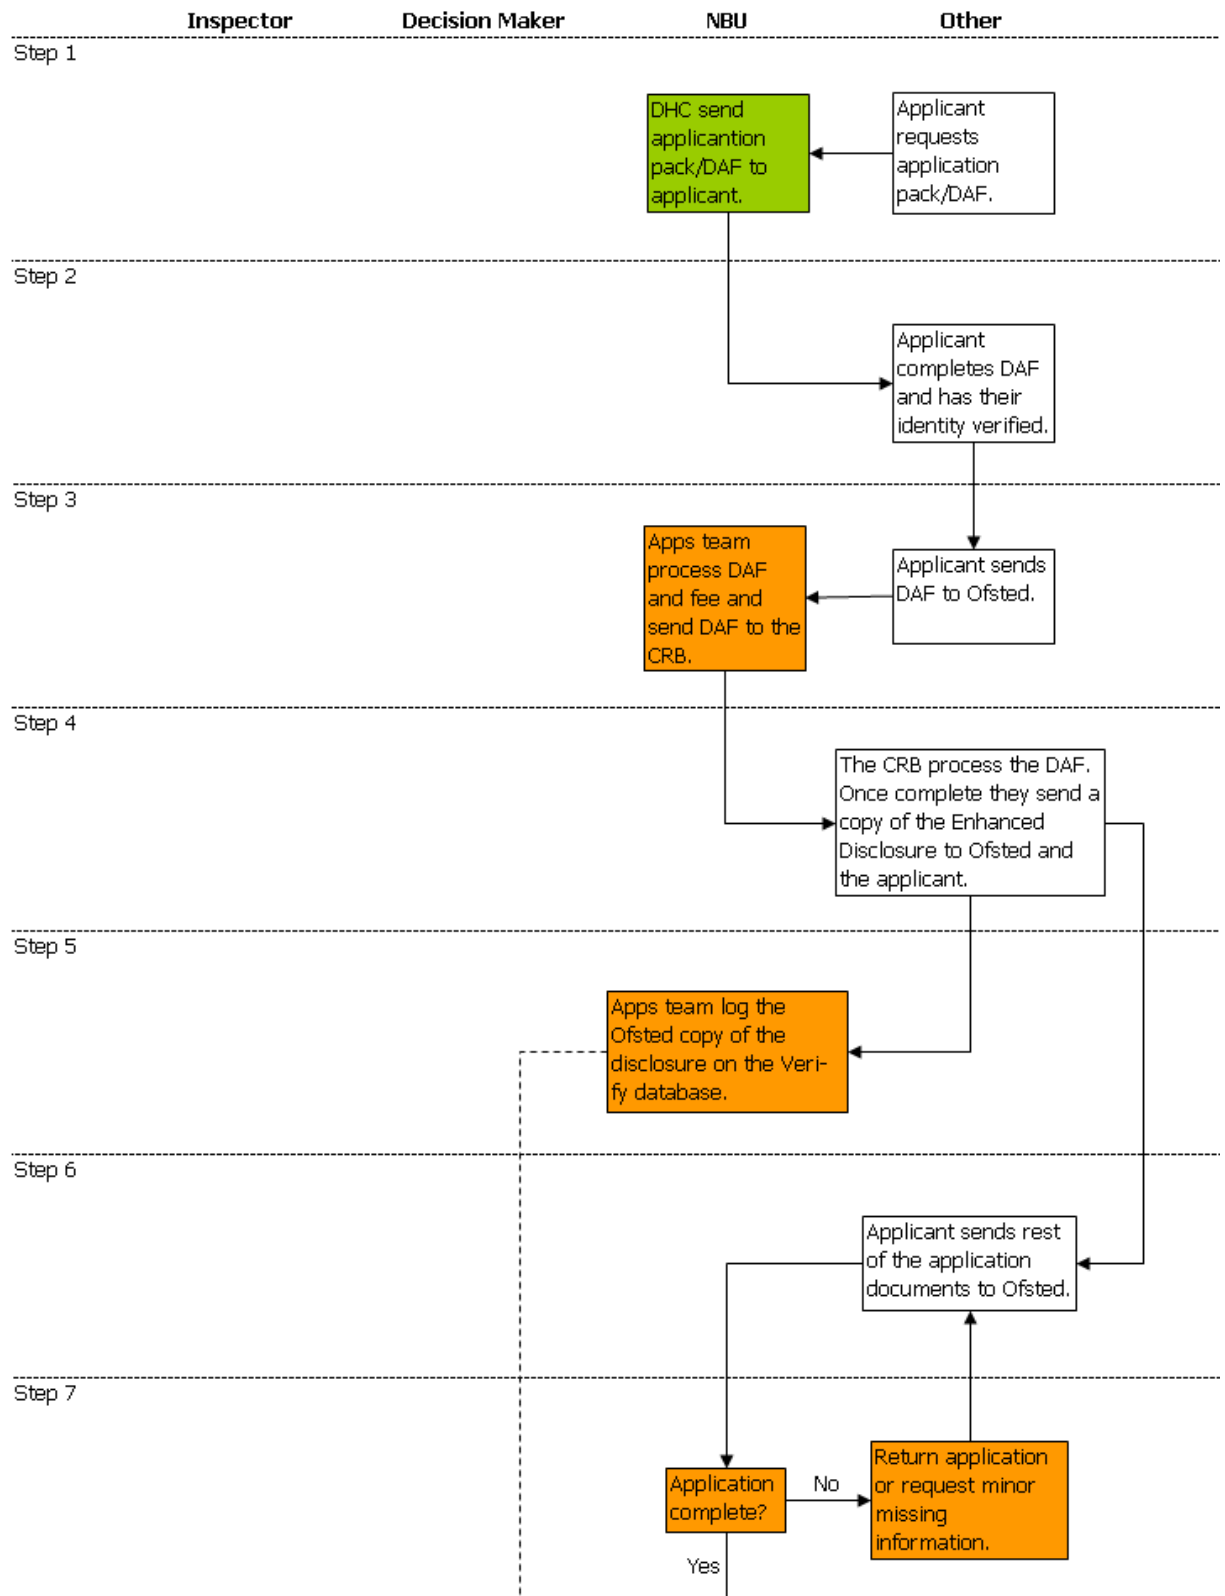 Inspector Decision Maker NBU Other
Step 1
DHC send
applicantion
pack/DAF to
applicant.
Applicant
requests
application
pack/DAF.
Step 2
Applicant
completes DAF
and has their
identity verified.
Step 3
Apps team
process DAF
and fee and
send DAF to the
CRB.
Applicant sends
DAF to Ofsted.
Step 4
The CRB process the DAF.
Once complete they send a
copy of the Enhanced
Disclosure to Ofsted and
the applicant.
Step 5
Apps team log the
Ofsted copy of the
disclosure on the Veri-
fy database.
Step 6
Applicant sends rest
of the application
documents to Ofsted.
Step 7
Application
complete?
No
Return application
or request minor
missing
information.
Yes